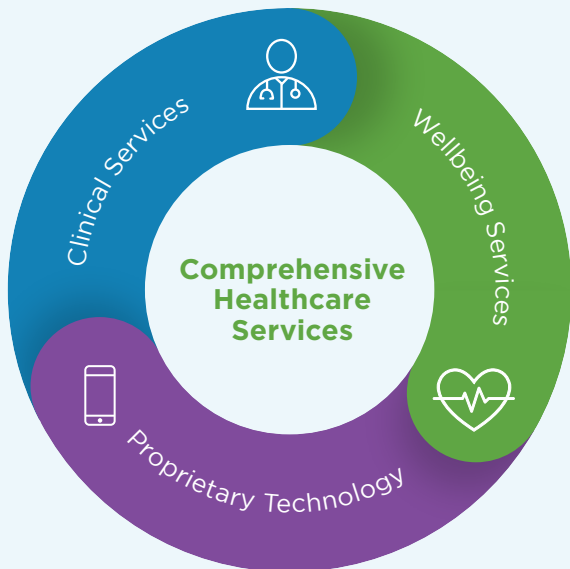 Clinical Services
Wellbeing Services
Comprehensive
Healthcare
Services
Proprietary Technology